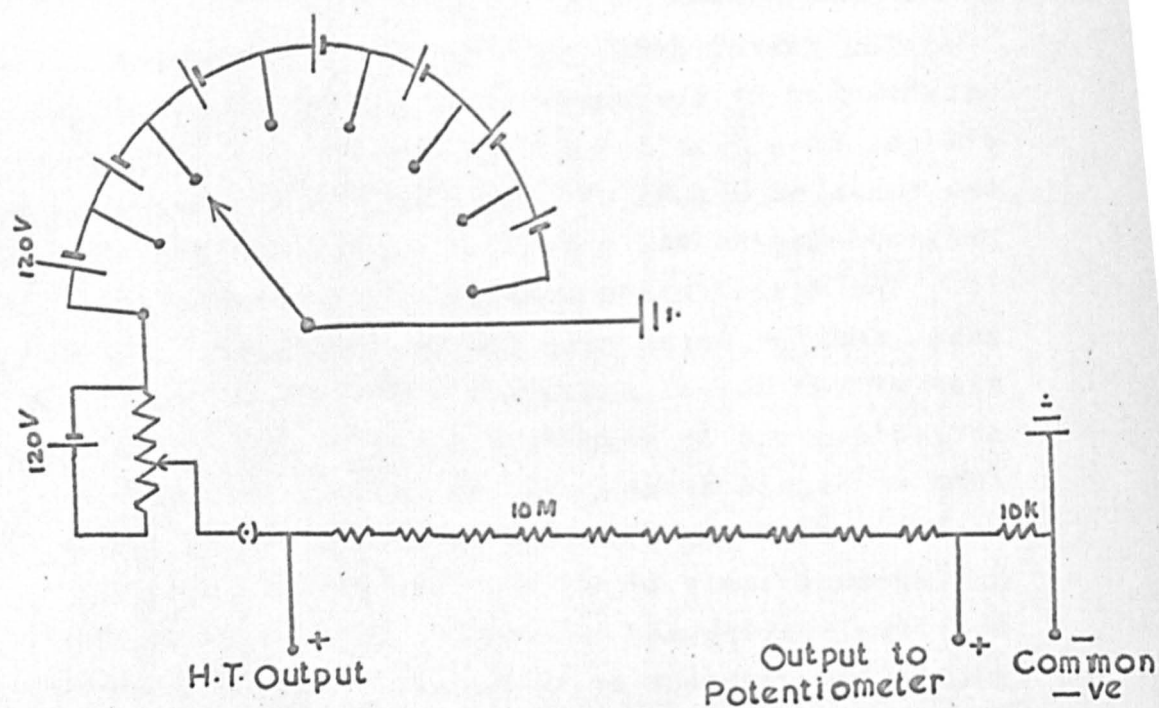 120V
120V
10M
10K
+
H.T. Output
Output to
Potentiometer
+
−
Common
−ve